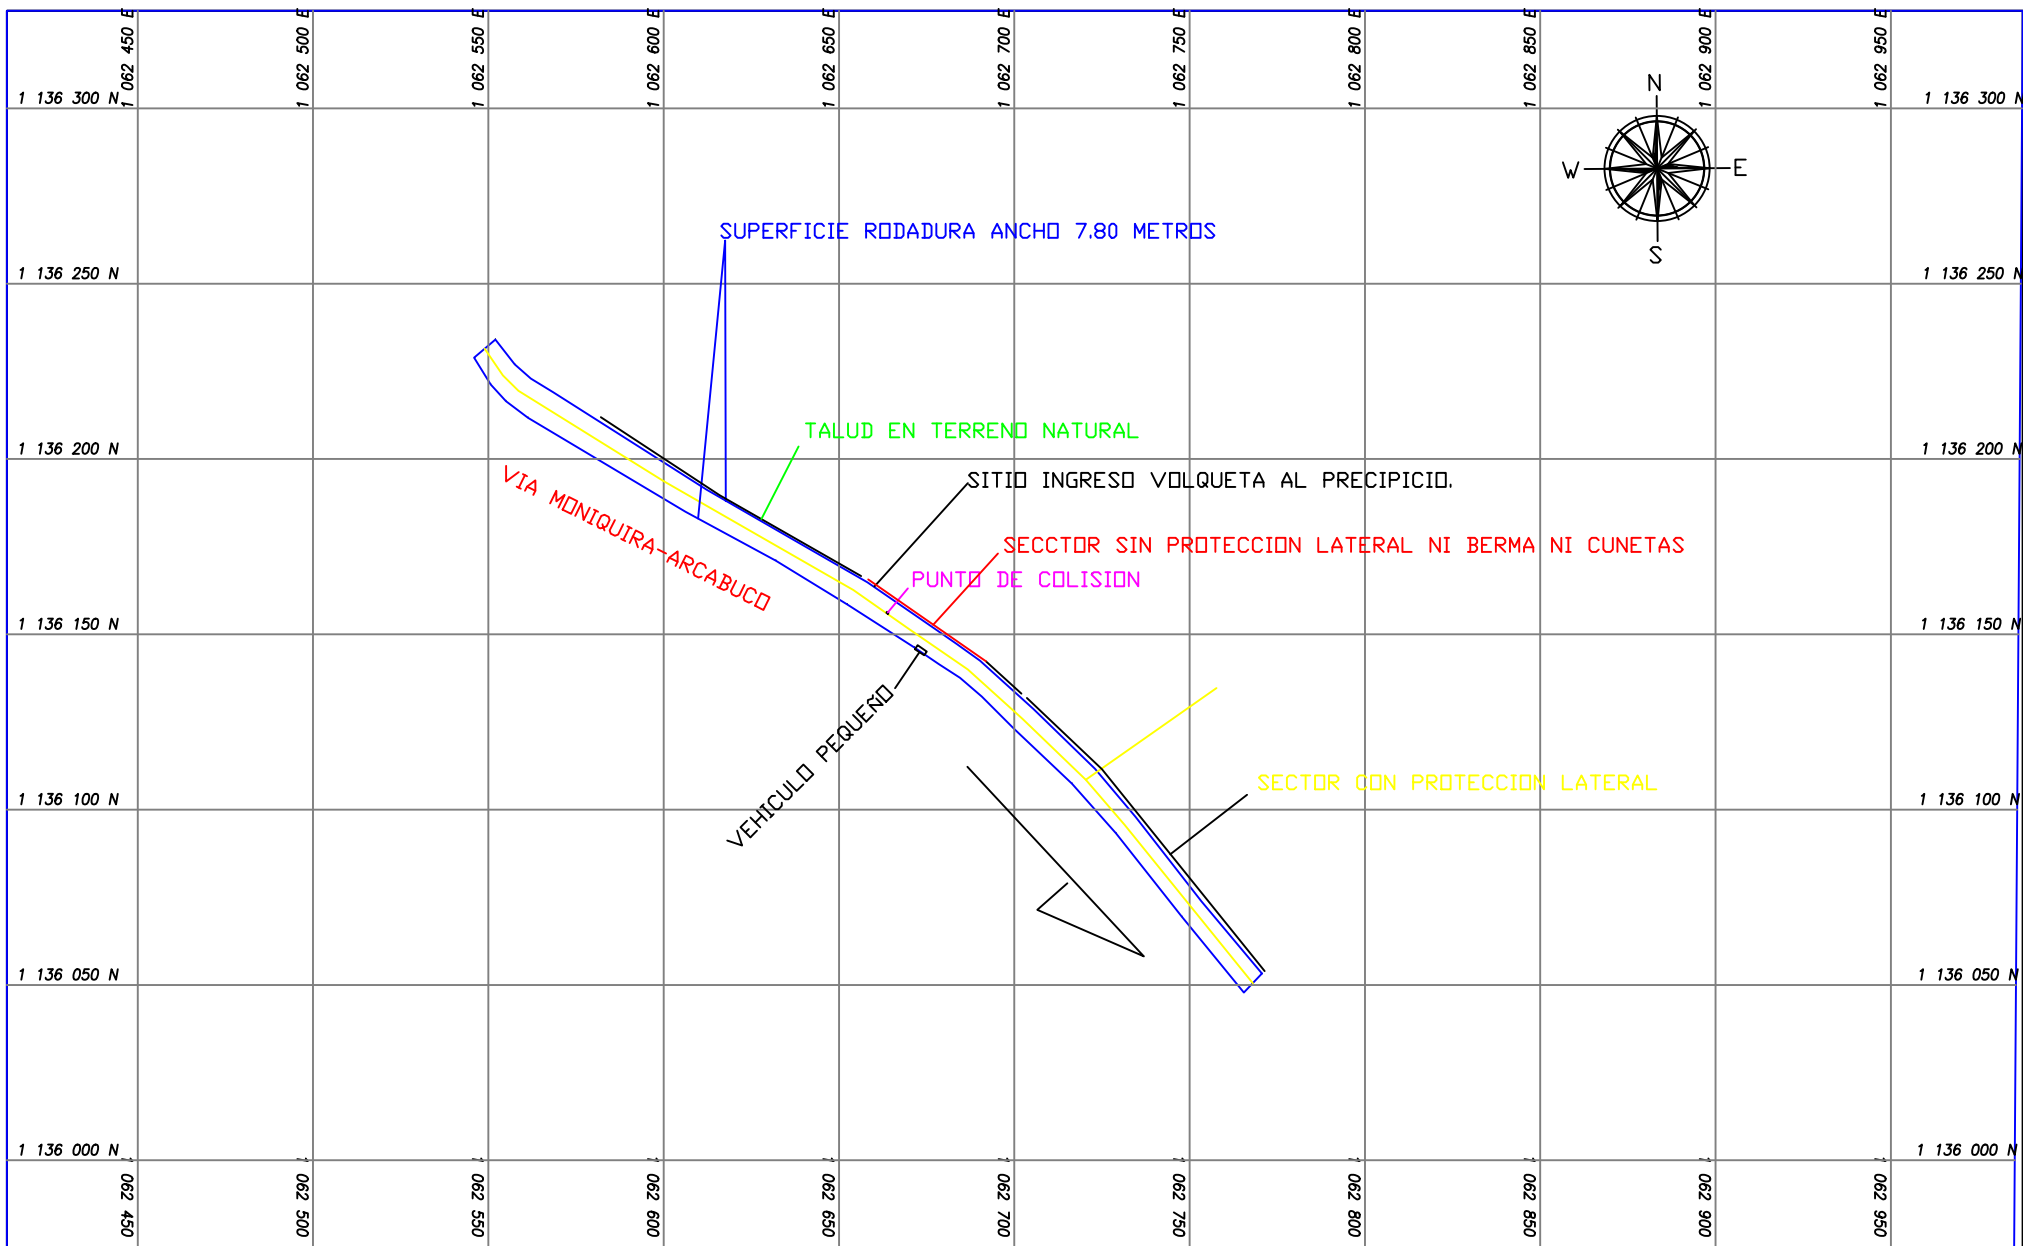 1 062 450 E
1 062 500 E
1 062 550 E
1 062 600 E
1 062 650 E
1 062 700 E
1 062 750 E
1 062 800 E
1 062 850 E
1 062 900 E
1 062 950 E
N
1 136 300 N
1 136 300 N
W
E
S
SUPERFICIE RODADURA ANCHO 7.80 METROS
1 136 250 N
1 136 250 N
TALUD EN TERRENO NATURAL
1 136 200 N
1 136 200 N
SITIO INGRESO VOLQUETA AL PRECIPICIO.
VIA MONIQUIRA-ARCABUCO
SECCTOR SIN PROTECCION LATERAL NI BERMA NI CUNETAS
PUNTO DE COLISION
1 136 150 N
1 136 150 N
VEHICULO PEQUEÑO
SECTOR CON PROTECCION LATERAL
1 136 100 N
1 136 100 N
1 136 050 N
1 136 050 N
1 136 000 N
1 136 000 N
1 062 450
1 062 500
1 062 550
1 062 600
1 062 650
1 062 700
1 062 750
1 062 800
1 062 850
1 062 900
1 062 950